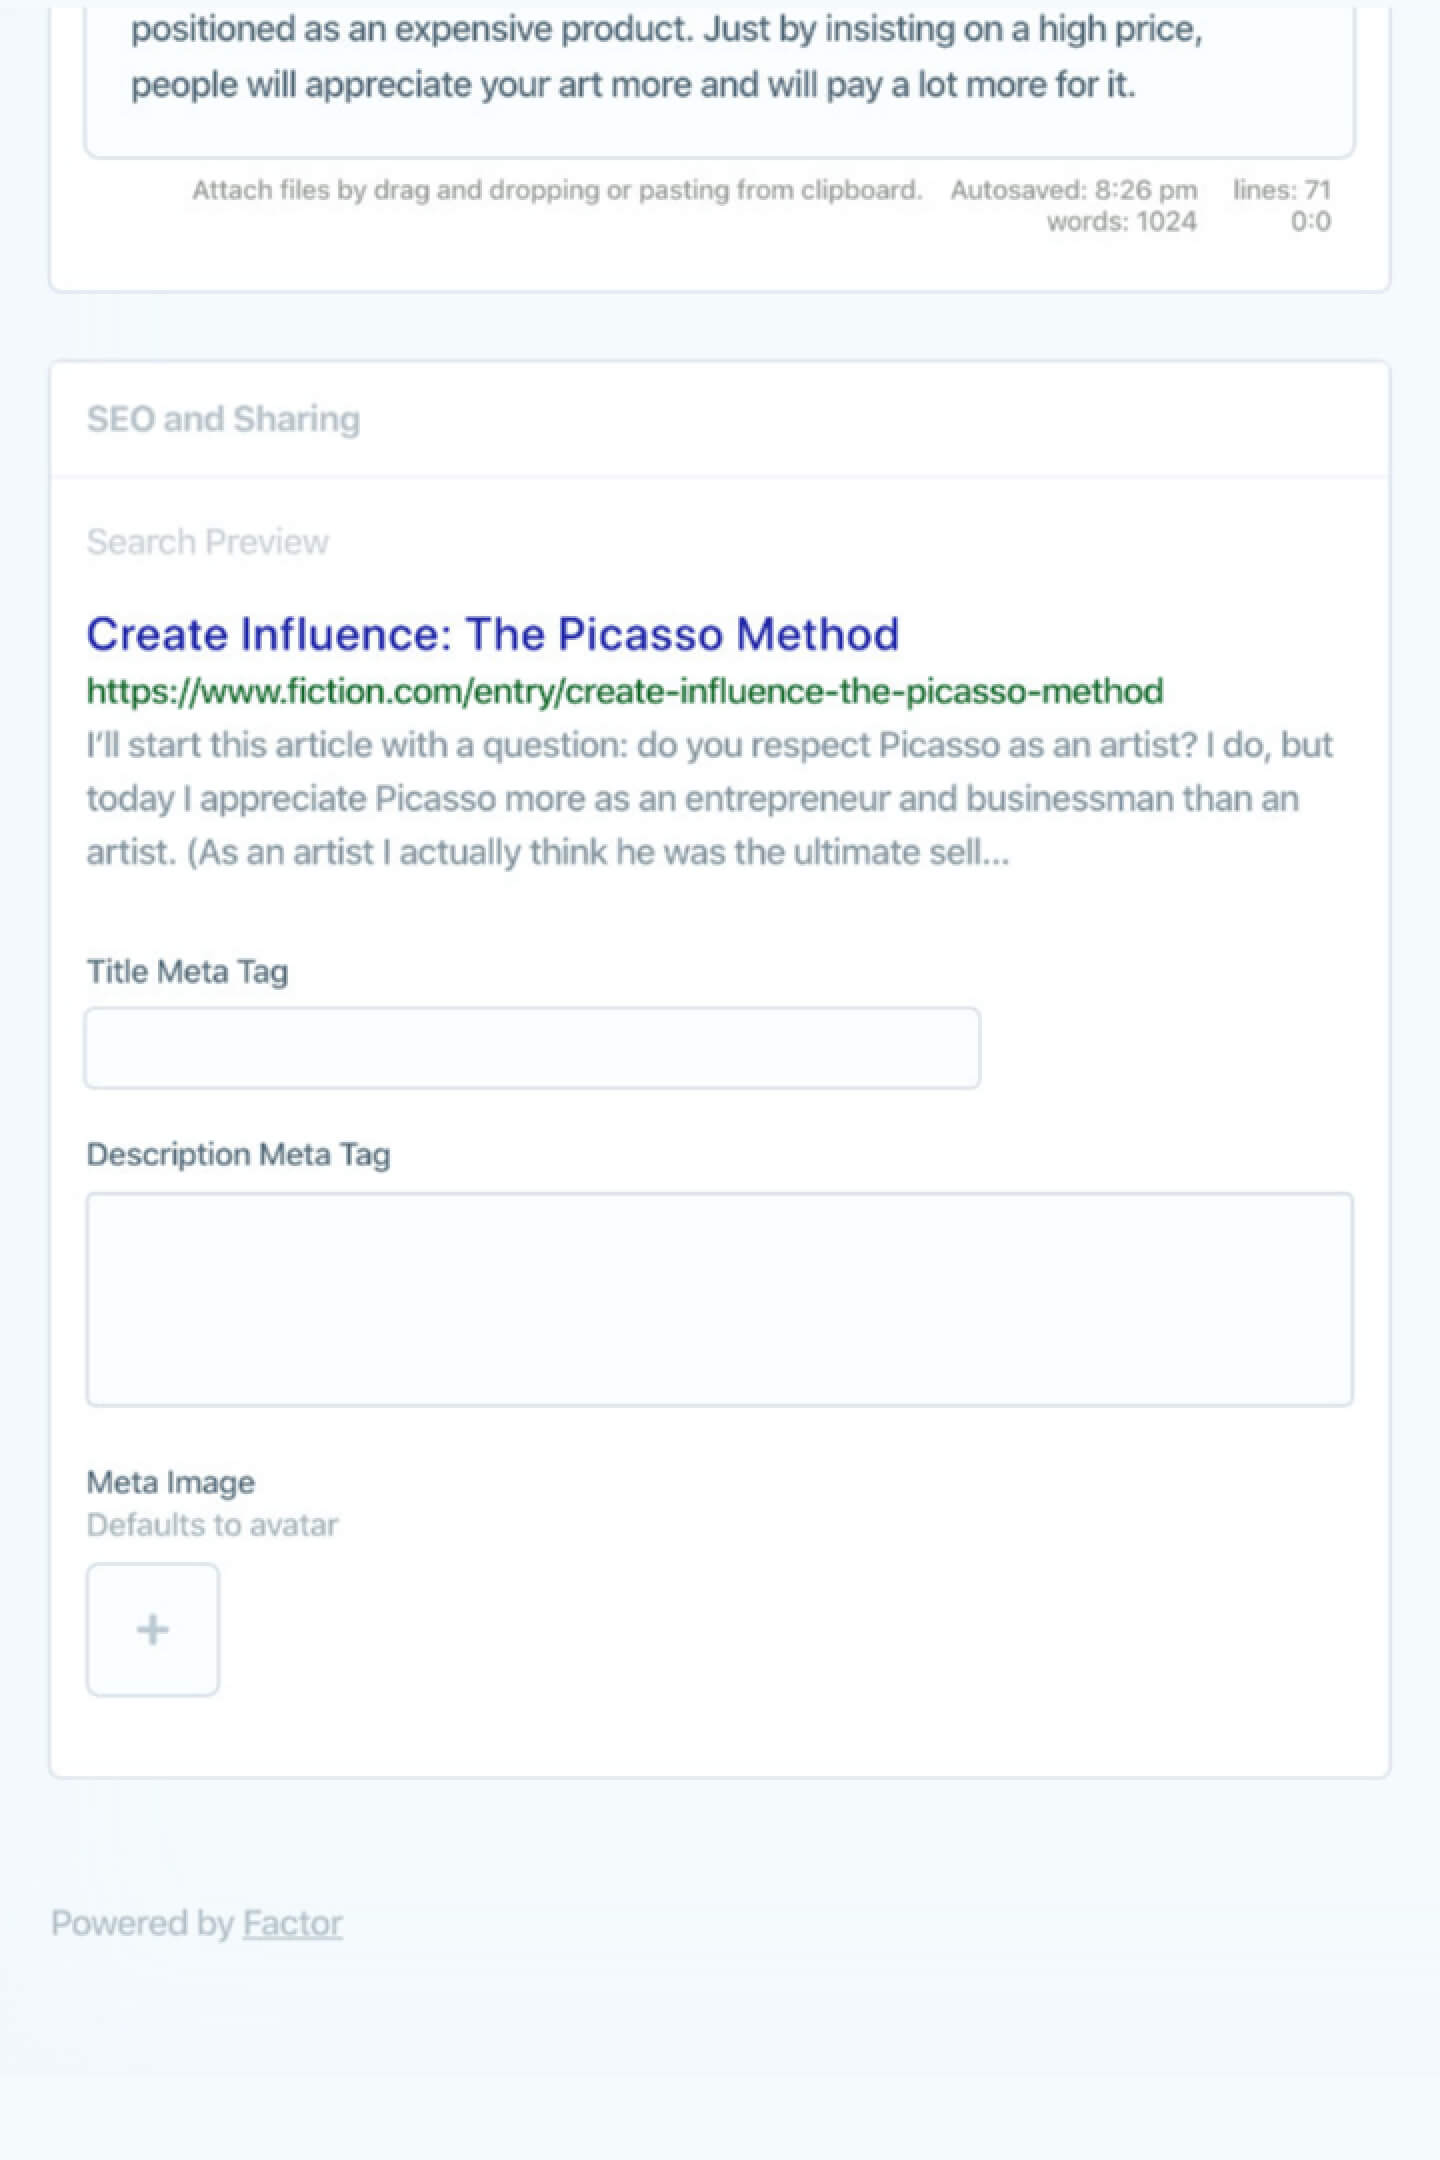 positioned as an expensive product. Just by insisting on a high price,
people will appreciate your art more and will pay a lot more for it.
Attach files by drag and dropping or pasting from clipboard. Autosaved: 8:26 pm lines: 71
words: 1024 0:0
SEO and Sharing
Search Preview
Create Influence: The Picasso Method
https://www.fiction.com/entry/create-influence-the-picasso-method
I’ll start this article with a question: do you respect Picasso as an artist? I do, but
today I appreciate Picasso more as an entrepreneur and businessman than an
artist. (As an artist I actually think he was the ultimate sell...
Title Meta Tag
Description Meta Tag
Meta Image
Defaults to avatar
+
Powered by Factor